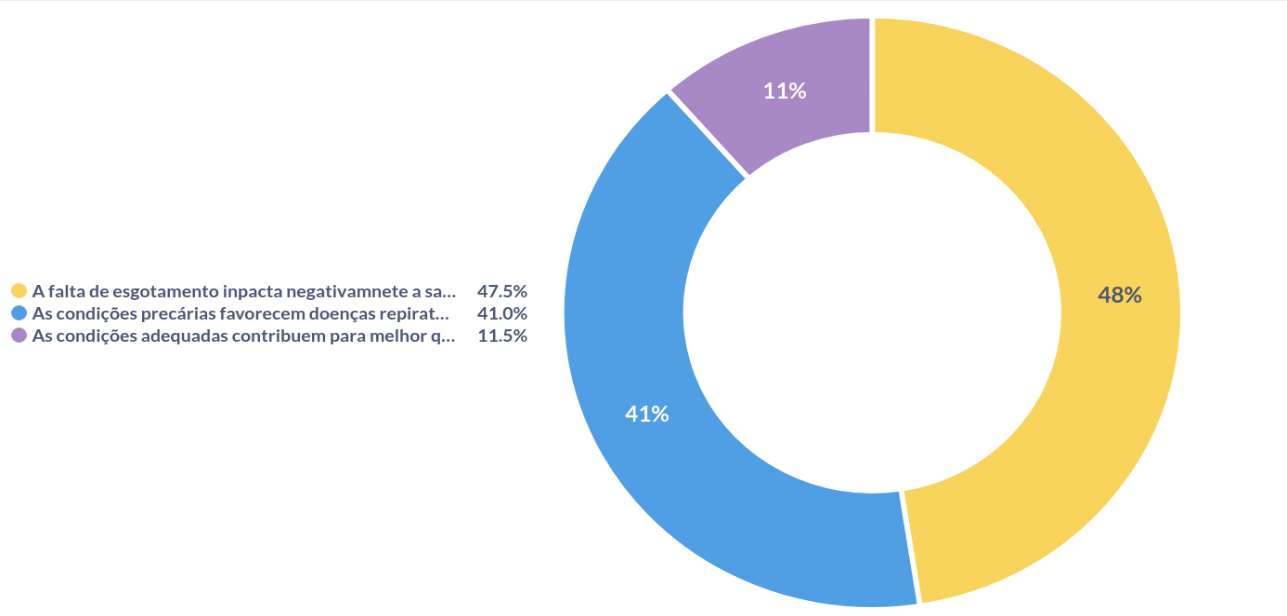 A falta de esgotamento inpacta negativamnete a sa... 47.5%
As condições precárias favorecem doenças repirat... 41.0%
As condições adequadas contribuem para melhor q... 11.5%
11%
48%
41%